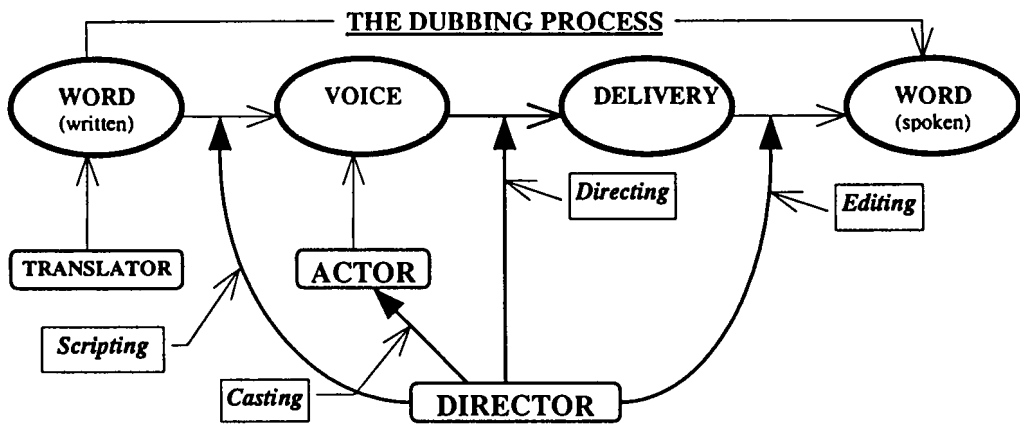 THE DUBBING PROCESS
WORD
(written)
VOICE
DELIVERY
WORD
(spoken)
Directing
Editing
TRANSLATOR
ACTOR
Scripting
Casting
DIRECTOR